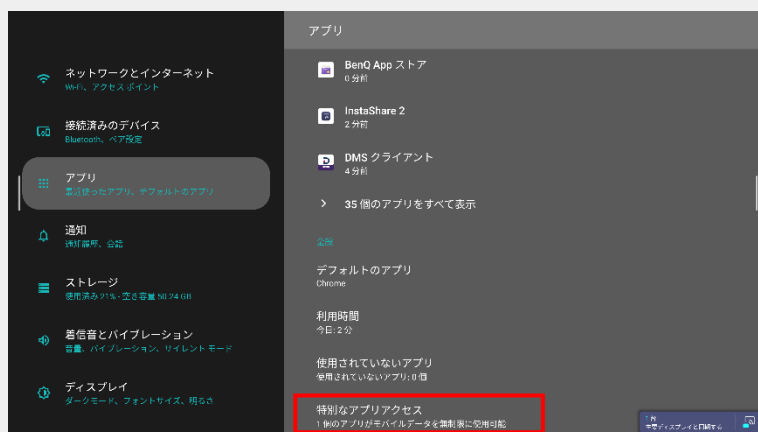 ネットワークとインターネット
Wi-Fi、アクセス ポイント
接続済みのデバイス
Bluetooth、ペア設定
アプリ
最近使ったアプリ、デフォルトのアプリ
通知
通知履歴、会話
ストレージ
使用済み 21% - 空き容量 50.24 GB
着信音とバイブレーション
音量、バイブレーション、サイレント モード
ディスプレイ
ダークモード、フォントサイズ、明るさ
アプリ
BenQ App ストア
0 分前
InstaShare 2
2 分前
DMS クライアント
4 分前
35 個のアプリをすべて表示
全般
デフォルトのアプリ
Chrome
利用時間
今日: 2 分
使用されていないアプリ
使用されていないアプリ: 0 個
特別なアプリアクセス
1 個のアプリがモバイルデータを無制限に使用可能
主要ディスプレイと同期する